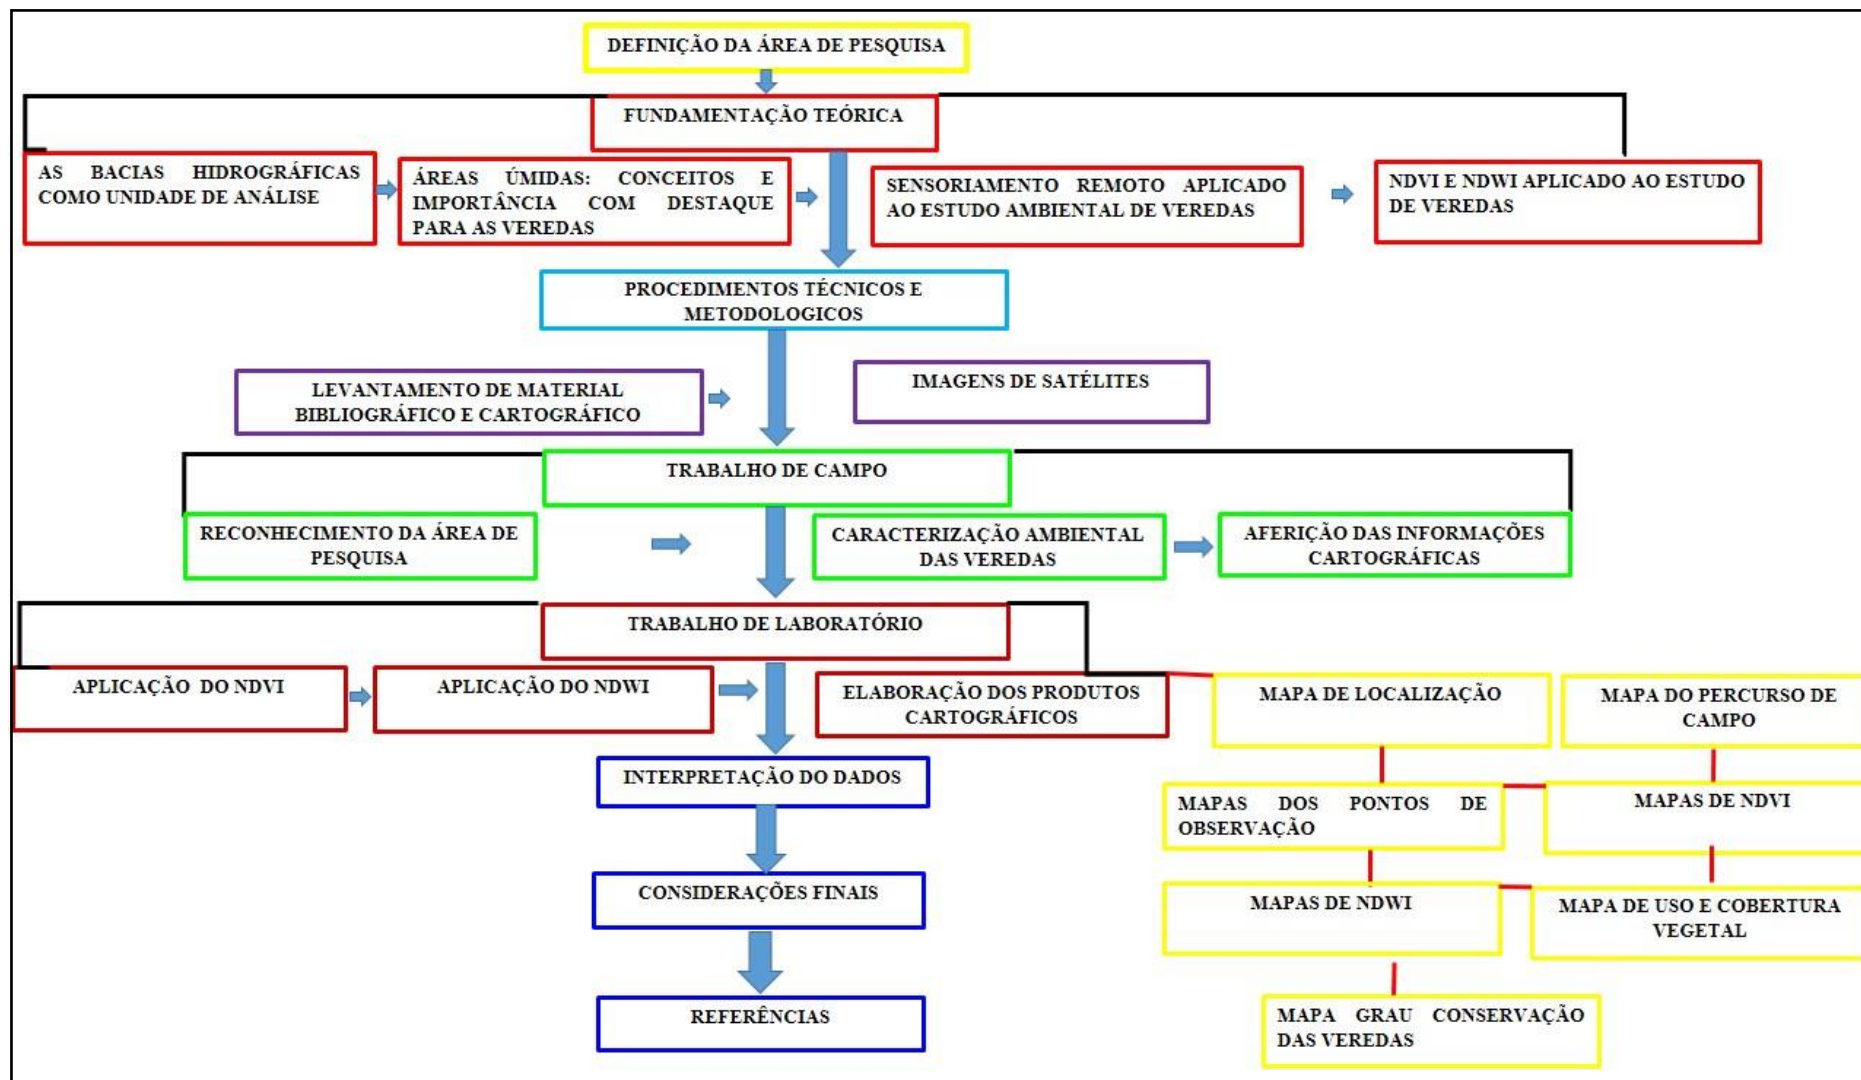 DEFINIÇÃO DA ÁREA DE PESQUISA
FUNDAMENTAÇÃO TEÓRICA
AS BACIAS HIDROGRÁFICAS
COMO UNIDADE DE ANÁLISE
ÁREAS ÚMIDAS: CONCEITOS E
IMPORTÂNCIA COM DESTAQUE
PARA AS VEREDAS
SENSORIAMENTO REMOTO APLICADO
AO ESTUDO AMBIENTAL DE VEREDAS
NDVI E NDWI APLICADO AO ESTUDO
DE VEREDAS
PROCEDIMENTOS TÉCNICOS E
METODOLOGICOS
LEVANTAMENTO DE MATERIAL
BIBLIOGRÁFICO E CARTOGRÁFICO
IMAGENS DE SATÉLITES
TRABALHO DE CAMPO
RECONHECIMENTO DA ÁREA DE
PESQUISA
CARACTERIZAÇÃO AMBIENTAL
DAS VEREDAS
AFERIÇÃO DAS INFORMAÇÕES
CARTOGRÁFICAS
TRABALHO DE LABORATÓRIO
APLICAÇÃO DO NDVI
APLICAÇÃO DO NDWI
ELABORAÇÃO DOS PRODUTOS
CARTOGRÁFICOS
MAPA DE LOCALIZAÇÃO
MAPA DO PERCURSO DE
CAMPO
INTERPRETAÇÃO DO DADOS
MAPAS DOS PONTOS DE
OBSERVAÇÃO
MAPAS DE NDVI
CONSIDERAÇÕES FINAIS
MAPAS DE NDWI
MAPA DE USO E COBERTURA
VEGETAL
REFERÊNCIAS
MAPA GRAU CONSERVAÇÃO
DAS VEREDAS